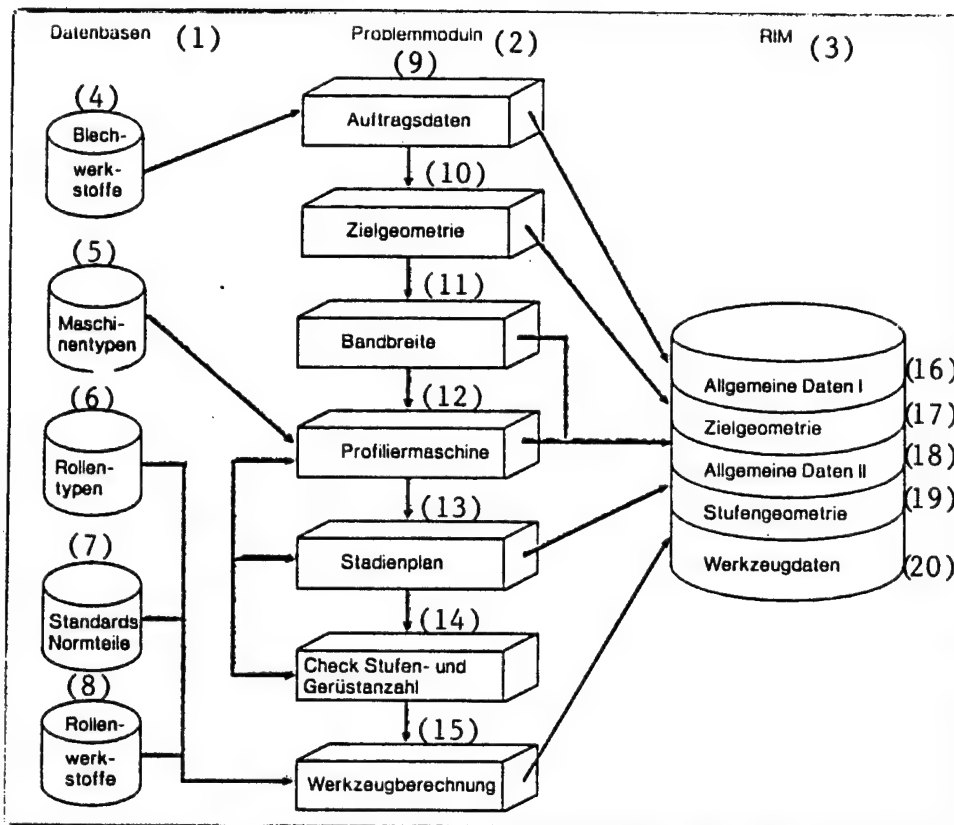 Datenbasen (1)
Problemmoduln (2)
RIM (3)
(4)
Blech-
werk-
stoffe
(5)
Maschi-
nentypen
(6)
Rollen-
typen
(7)
Standards
Normteile
(8)
Rollen-
werk-
stoffe
(9)
Auftragsdaten
(10)
Zielgeometrie
(11)
Bandbreite
(12)
Profiliermaschine
(13)
Stadienplan
(14)
Check Stufen- und
Gerüstanzahl
(15)
Werkzeugberechnung
Allgemeine Daten I (16)
Zielgeometrie (17)
Allgemeine Daten II (18)
Stufengeometrie (19)
Werkzeugdaten (20)